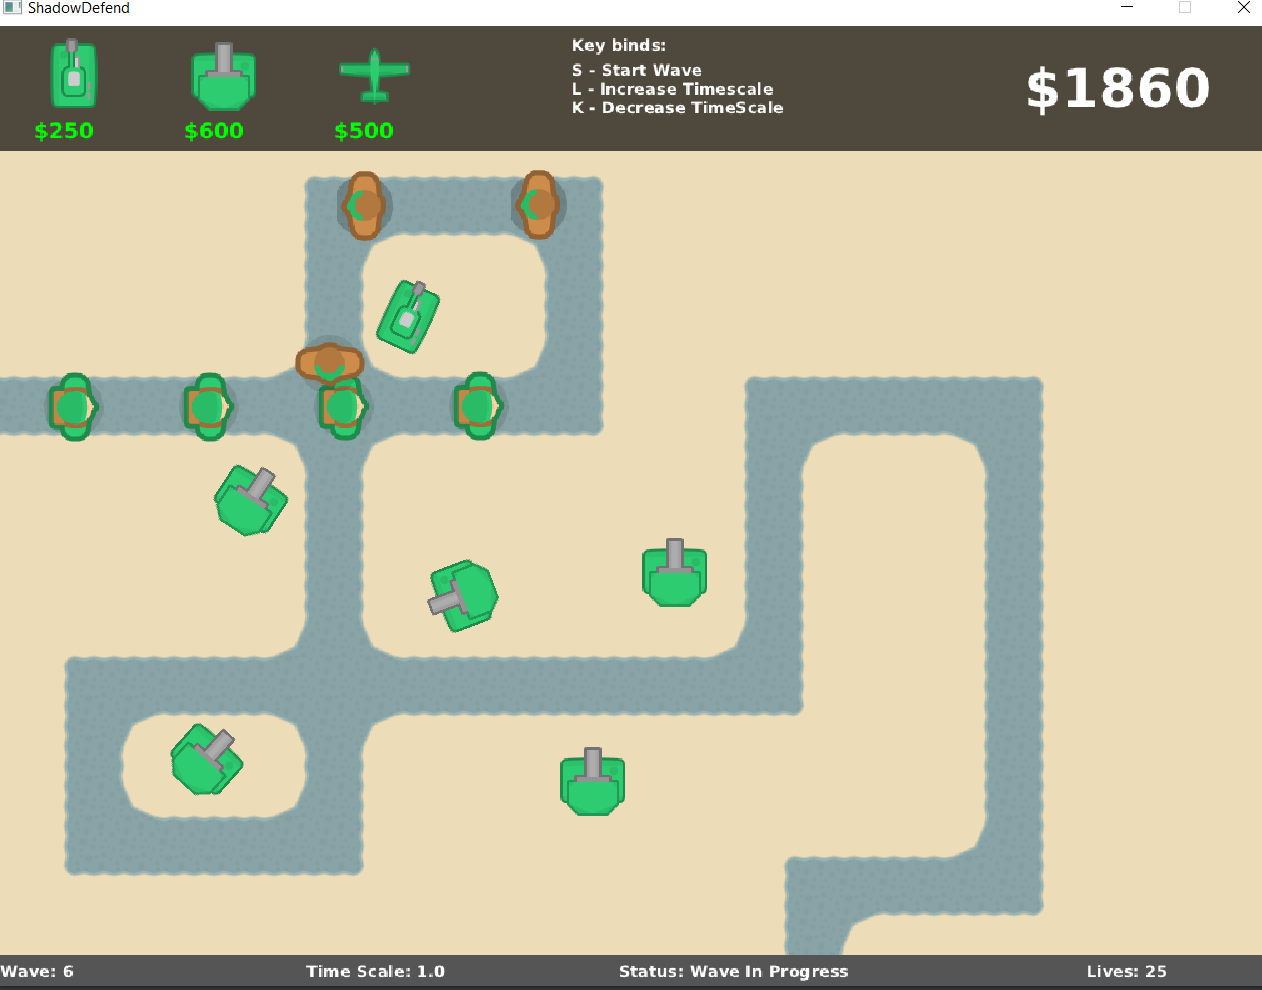 ShadowDefend
$250
$600
$500
Key binds:
S - Start Wave
L - Increase Timescale
K - Decrease TimeScale
$1860
Wave: 6
Time Scale: 1.0
Status: Wave In Progress
Lives: 25